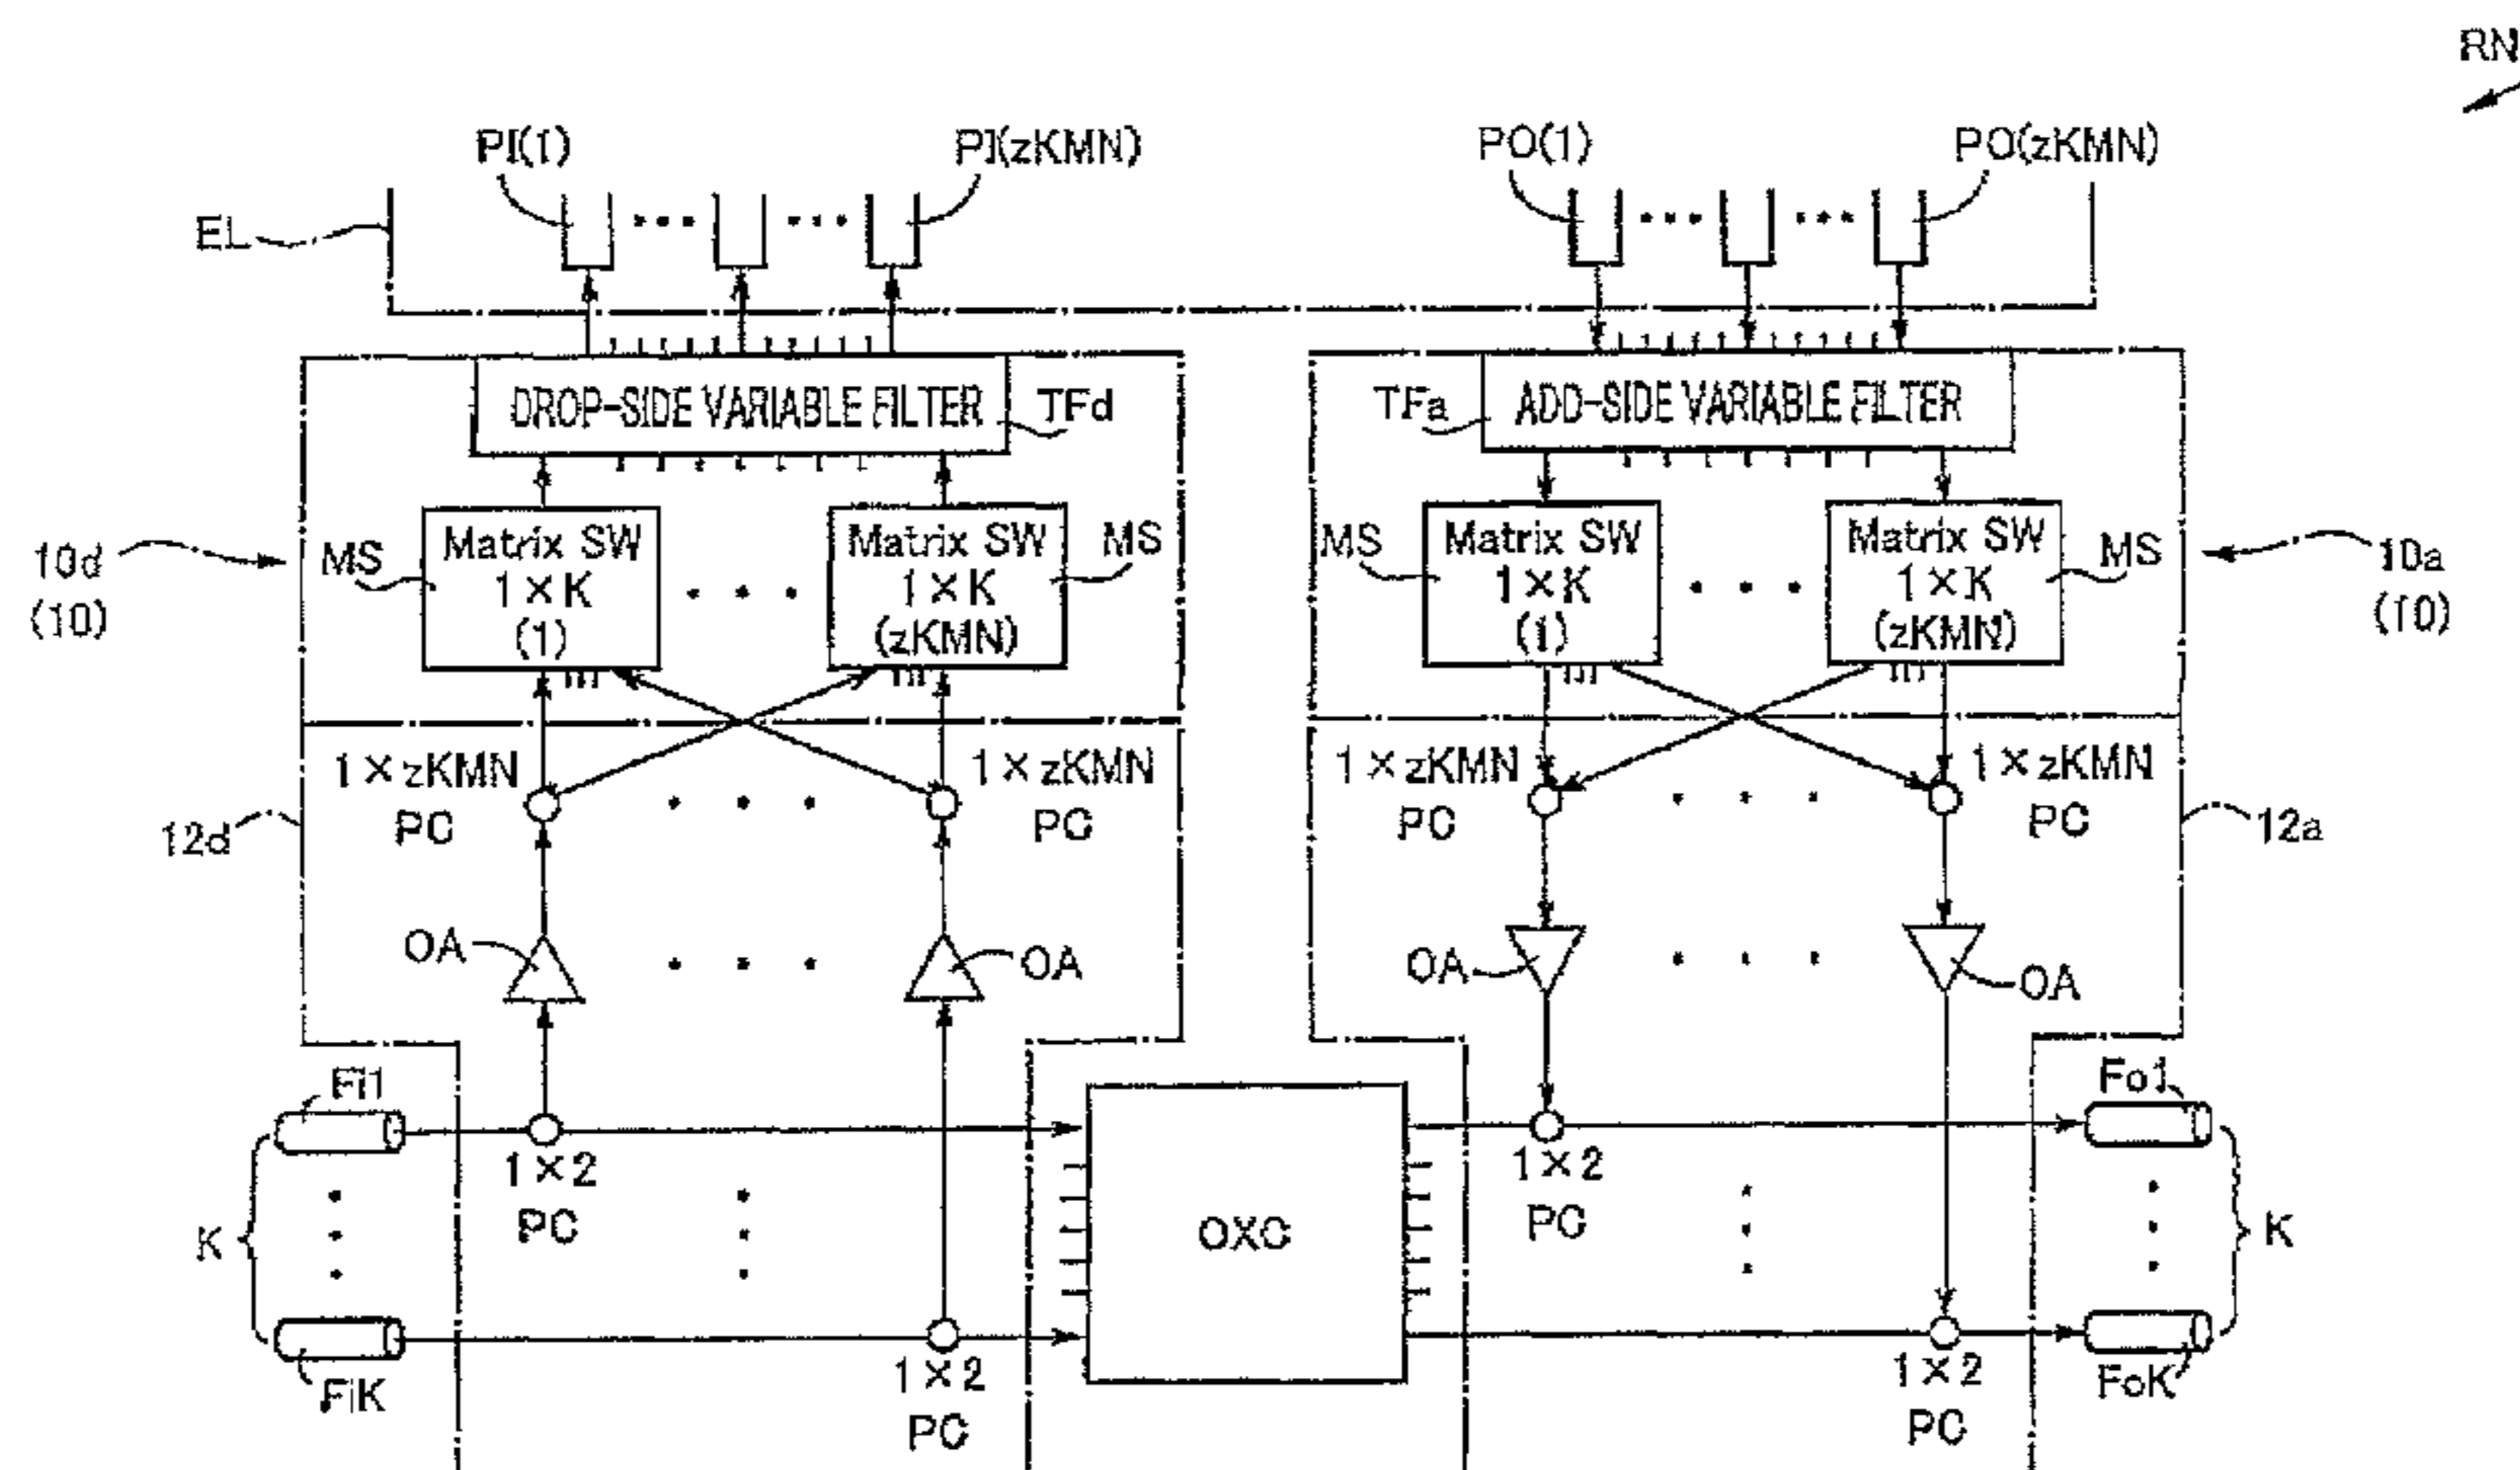 RN
PI(1)
PI(zKMN)
PO(1)
PO(zKMN)
EL
DROP-SIDE VARIABLE FILTER
TFd
TFa
ADD-SIDE VARIABLE FILTER
10d
(10)
MS
Matrix SW
1×K
(1)
Matrix SW
1×K
(zKMN)
MS
MS
Matrix SW
1×K
(1)
Matrix SW
1×K
(zKMN)
MS
10a
(10)
1×zKMN
PC
1×zKMN
PC
1×zKMN
PC
1×zKMN
PC
12d
12a
OA
OA
OA
OA
Fi1
Fo1
1×2
PC
1×2
PC
K
OXC
K
FiK
1×2
PC
1×2
PC
FoK